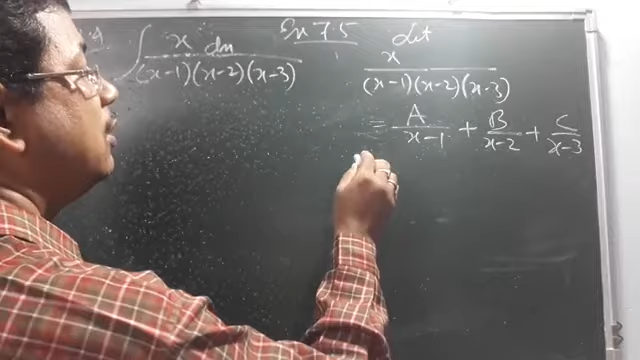 Ex 7.5
∫ x dx / (x-1)(x-2)(x-3)
Let
x / (x-1)(x-2)(x-3)
= A/(x-1) + B/(x-2) + C/(x-3)